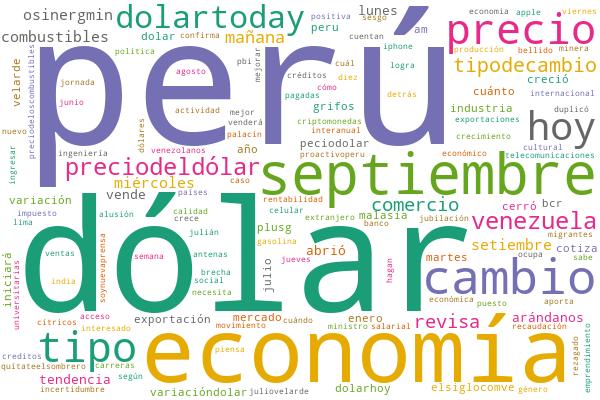 osinergmin
dolartoday
positiva
lunes
sesgo
economia
apple
viernes
combustibles
dolar
confirma
mañana
peru
cuentan
am
precio
política
iphone
producción
bellido
minera
velarde
preciodeloscombustibles
perú
pbi
mejorar
cuál
logra
tipodecambio
agosto
créditos
diez
creció
internacional
jornada
pagadas
cómo
detrás
cuánto
junio
actividad
mejor
venderá
grifos
industria
duplicó
nuevo
dólares
palacín
criptomonedas
exportaciones
hoy
interanual
crecimiento
ingeniería
venezolanos
año
peciodolar
cultural
ingresar
preciodeldólar
proactivoperu
económico
telecomunicaciones
miércoles
caso
septiembre
variación
vende
países
rentabilidad
comercio
cerró
bcr
impuesto
alusión
calidad
celular
extranjero
malasia
jubilación
venezuela
lima
crece
plusg
banco
migrantes
dólar
julián
gasolina
abrió
setiembre
cotiza
ventas
semana
antenas
jueves
martes
ocupa
sabe
iniciará
universitarias
soynuevaprensa
brecha
social
julio
hagan
cambio
india
necesita
económica
puesto
aporta
cítricos
acceso
exportación
mercado
cuándo
enero
revisa
arándanos
interesado
movimiento
ministro
salarial
recaudación
tipo
economía
creditos
carreras
piensa
rezagado
emprendimiento
quitateelsombrero
según
tendencia
incertidumbre
variacióndolar
juliovelarde
dolarhoy
elsiglocomve
género